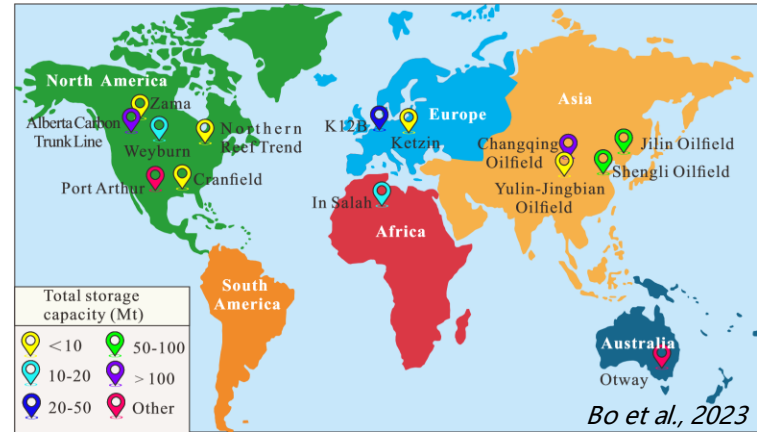 North America
Zama
Alberta Carbon
Trunk Line
Weyburn
Northern
Reef Trend
Port Arthur
Cranfield
K12B
Europe
Ketzin
Asia
Changqing
Oilfield
Jilin Oilfield
Shengli Oilfield
Yulin-Jingbian
Oilfield
In Salah
Africa
South
America
Australia
Otway
Total storage
capacity (Mt)
<10
50-100
10-20
>100
20-50
Other
Bo et al., 2023